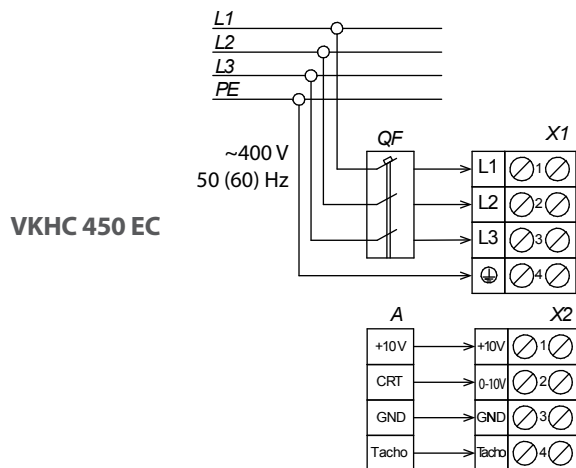 L1
L2
L3
PE
~400 V
50 (60) Hz
QF
X1
L1 1
L2 2
L3 3
4
VKHC 450 EC
A
X2
+10V
+10V 1
CRT
0-10V 2
GND
GND 3
Tacho
Tacho 4